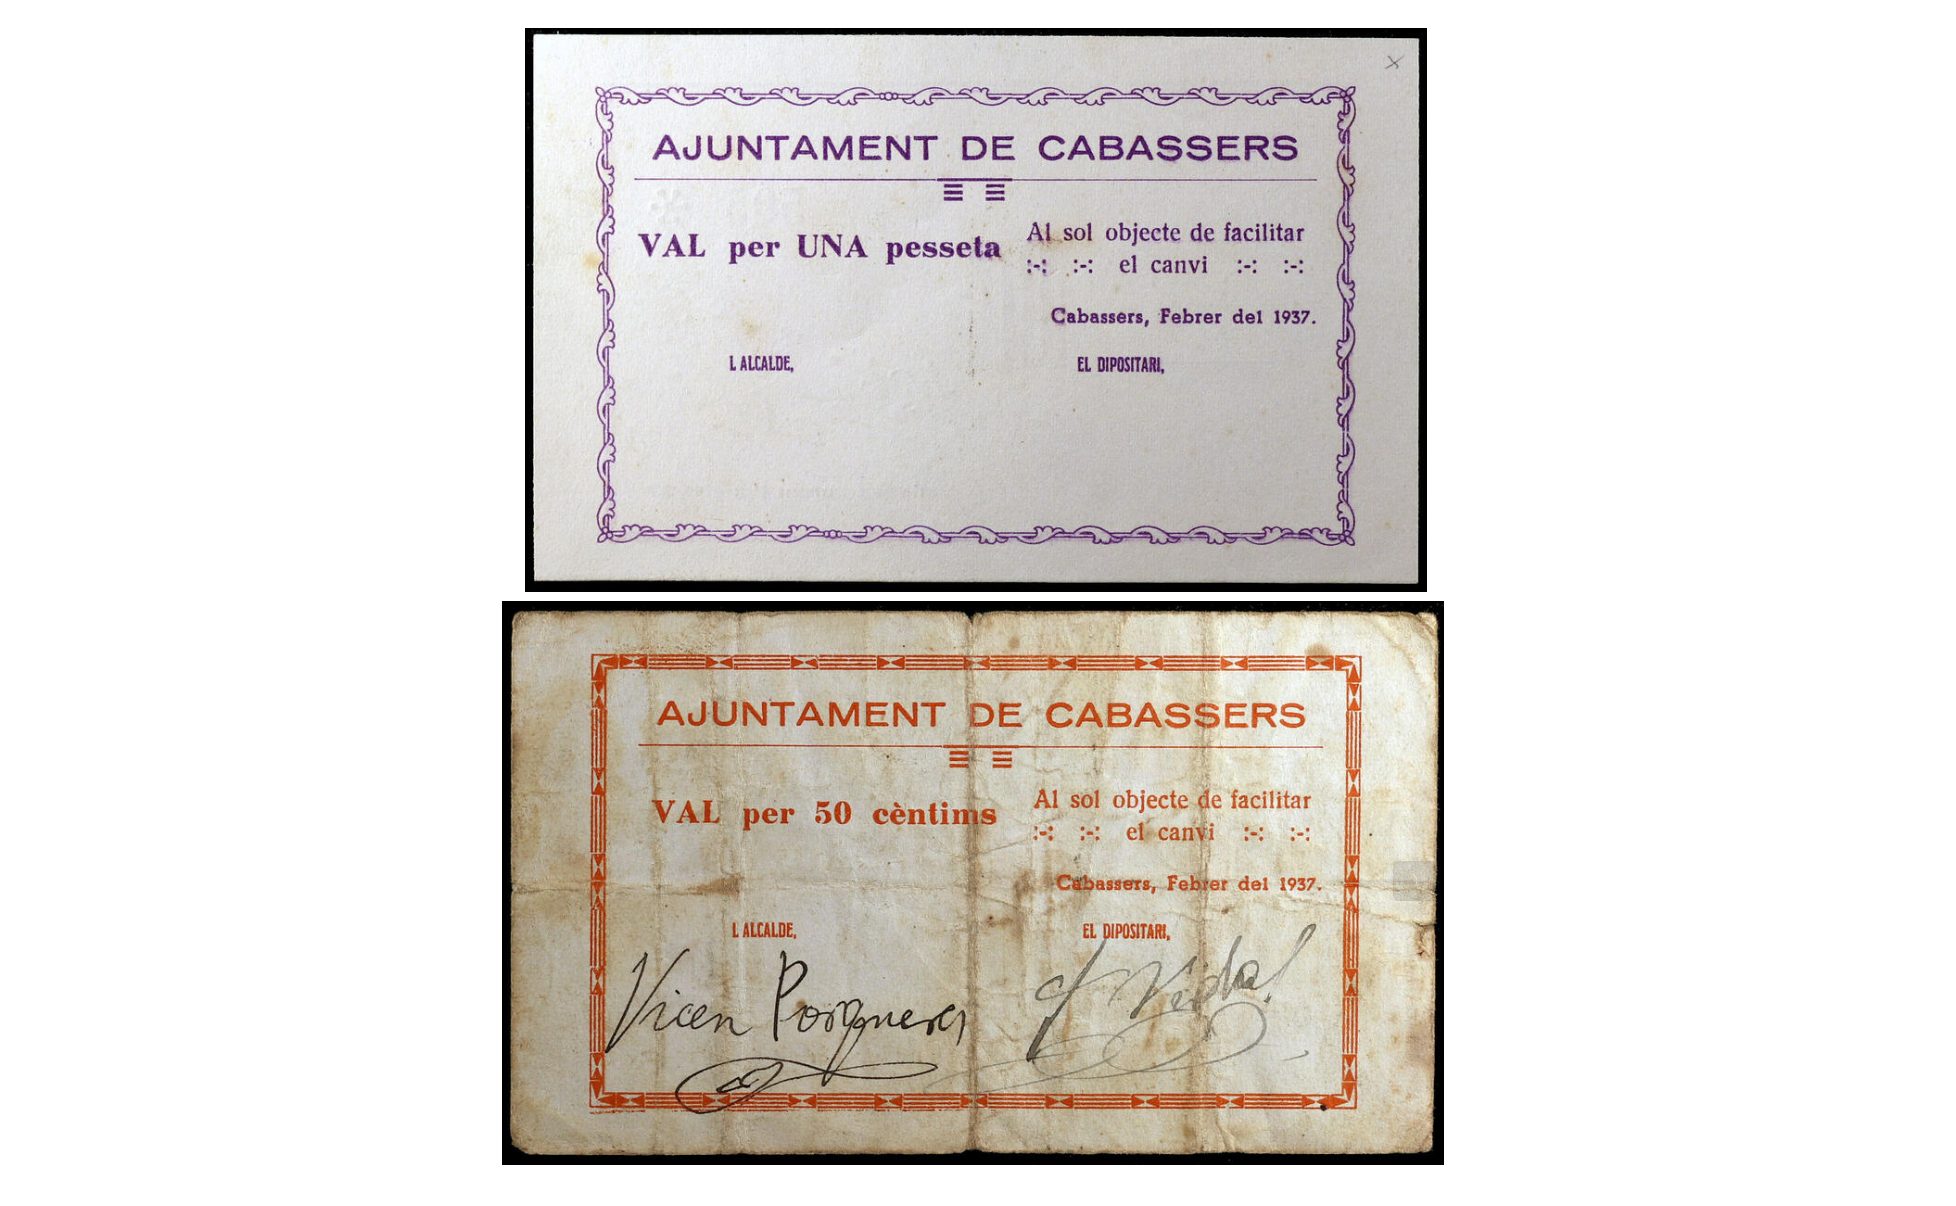 AJUNTAMENT DE CABASSERS
VAL per UNA pesseta
Al sol objecte de facilitar
:-: :-: el canvi :-: :-:
Cabassers, Febrer del 1937.
L ALCALDE,
EL DIPOSITARI,
AJUNTAMENT DE CABASSERS
VAL per 50 cèntims
Al sol objecte de facilitar
:-: :-: el canvi :-: :-:
Cabassers, Febrer del 1937.
L ALCALDE,
EL DIPOSITARI,
Vicen Porqueres
J Vidal